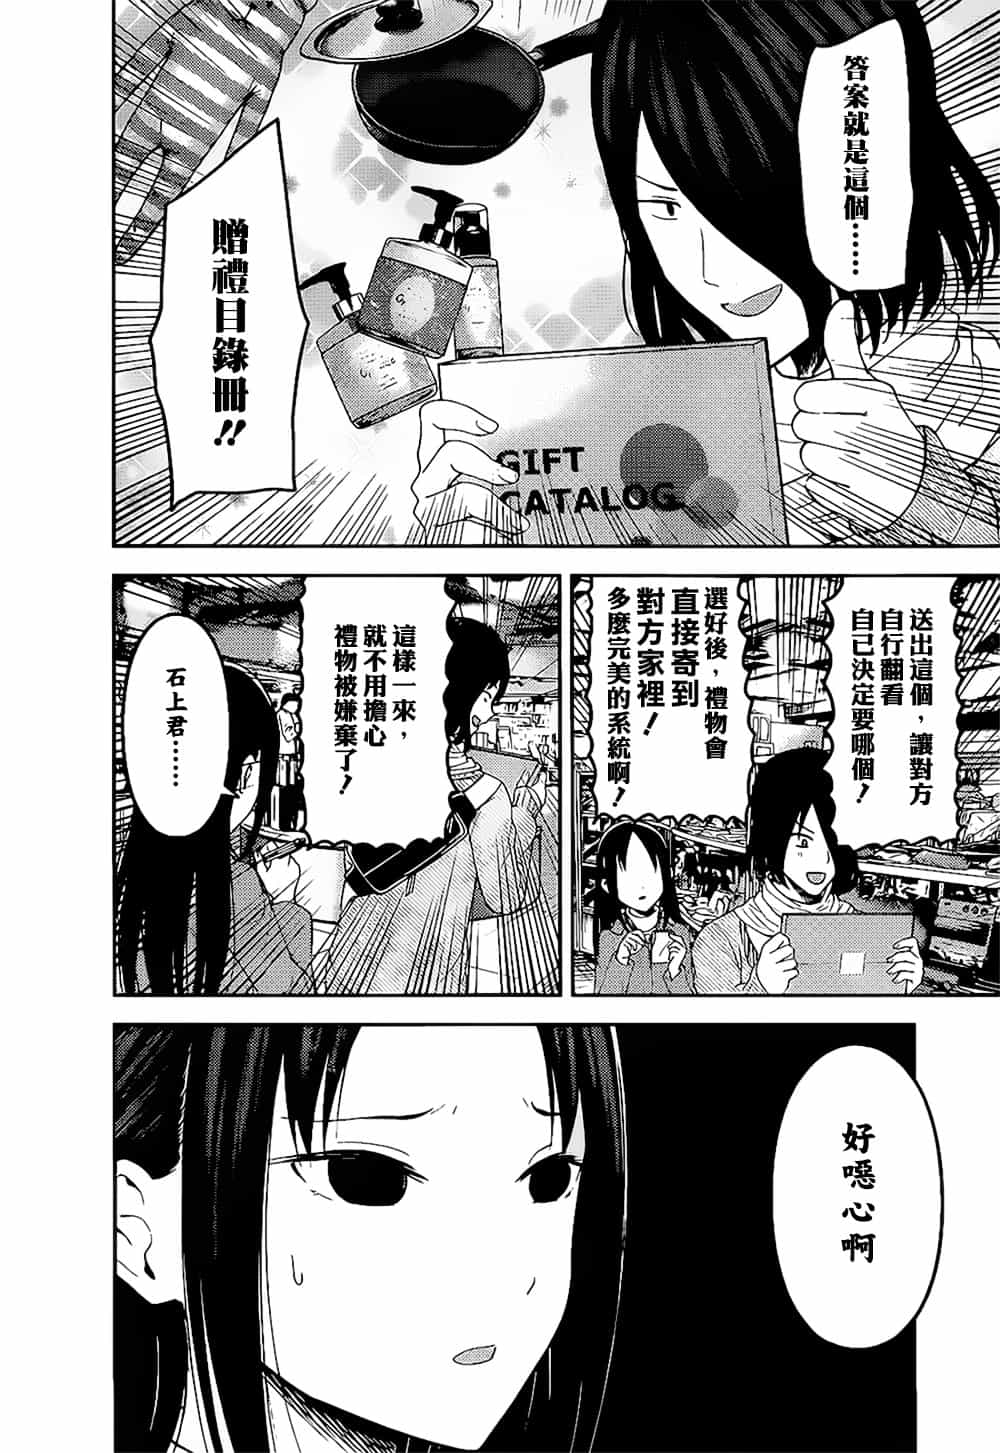 答案就是這個……
贈禮目錄冊!!
GIFT
CATALOG
送出這個，讓對方
自行翻看
自己決定要哪個！
選好後，禮物會
直接寄到
對方家裡！
多麼完美的系統啊！
這樣一來，
就不用擔心
禮物被嫌棄了！
石上君……
好噁心啊